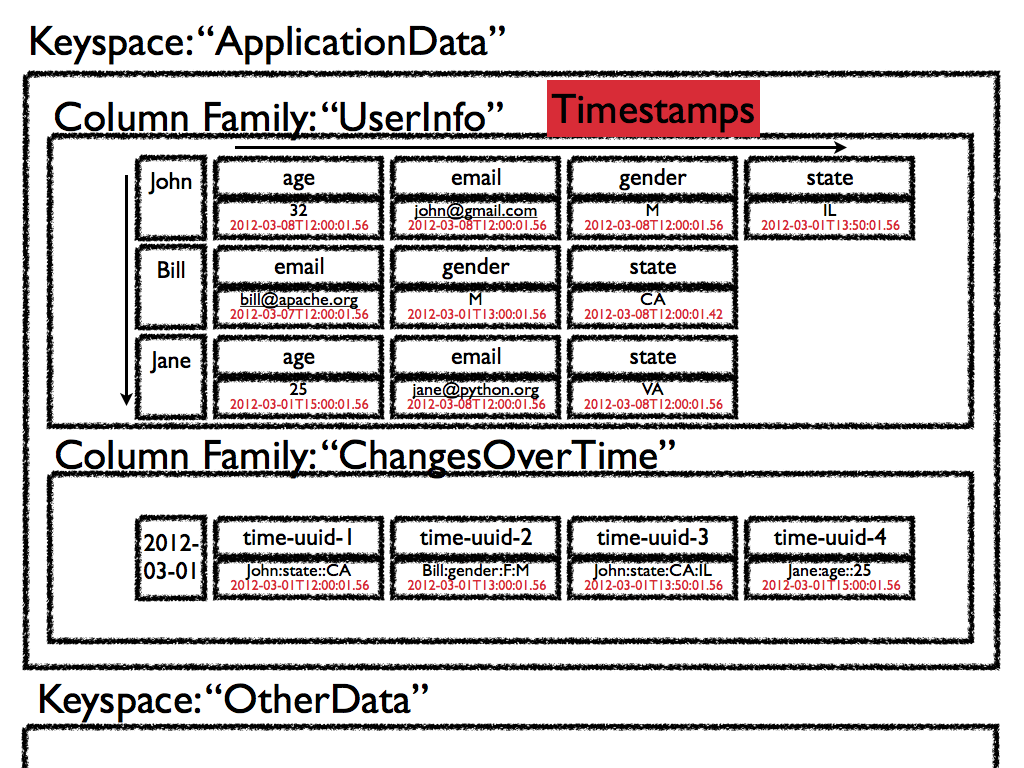 Keyspace: “ApplicationData”
Column Family: “UserInfo”
Timestamps
John age email gender state
32 john@gmail.com M IL
2012-03-08T12:00:01.56 2012-03-08T12:00:01.56 2012-03-08T12:00:01.56 2012-03-01T13:50:01.56
Bill email gender state
bill@apache.org M CA
2012-03-07T12:00:01.56 2012-03-01T13:00:01.56 2012-03-08T12:00:01.42
Jane age email state
25 jane@python.org VA
2012-03-01T15:00:01.56 2012-03-08T12:00:01.56 2012-03-08T12:00:01.56
Column Family: “ChangesOverTime”
2012-03-01 time-uuid-1 time-uuid-2 time-uuid-3 time-uuid-4
John:state::CA Bill:gender:F:M John:state:CA:IL Jane:age::25
2012-03-01T12:00:01.56 2012-03-01T13:00:01.56 2012-03-01T13:50:01.56 2012-03-01T15:00:01.56
Keyspace: “OtherData”